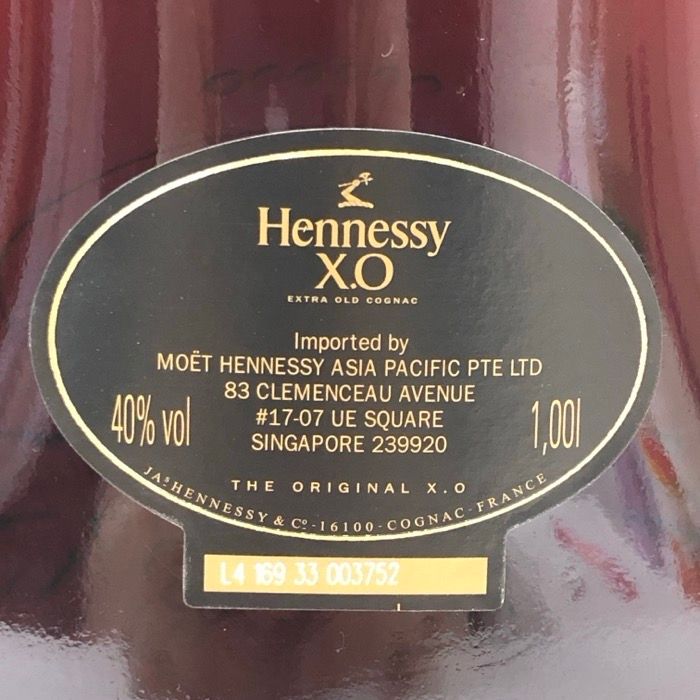 Hennessy
X.O
EXTRA OLD COGNAC
Imported by
MOËT HENNESSY ASIA PACIFIC PTE LTD
83 CLEMENCEAU AVENUE
#17-07 UE SQUARE
SINGAPORE 239920
40% vol
1,00l
THE ORIGINAL X.O
JAS HENNESSY & Cº - 16100 - COGNAC - FRANCE
L4 169 33 003752